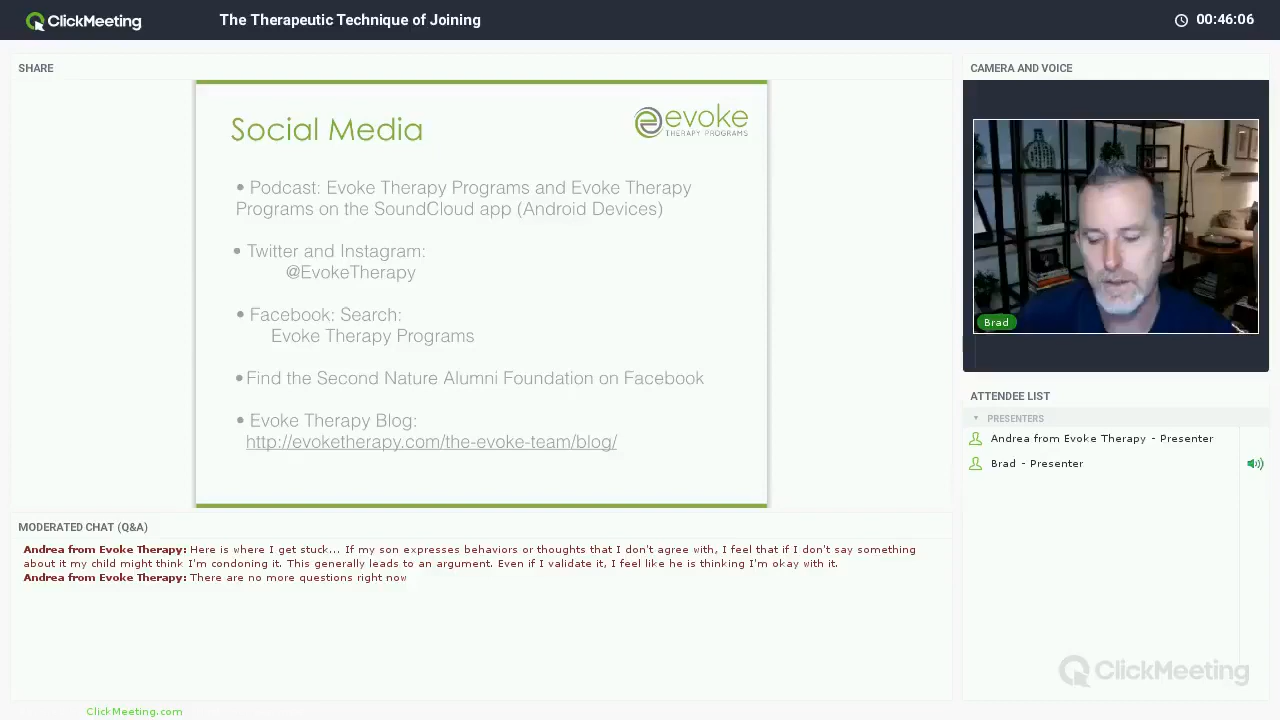 ClickMeeting
The Therapeutic Technique of Joining
00:46:06
SHARE
Social Media
evoke
THERAPY PROGRAMS
• Podcast: Evoke Therapy Programs and Evoke Therapy
Programs on the SoundCloud app (Android Devices)
• Twitter and Instagram:
@EvokeTherapy
• Facebook: Search:
Evoke Therapy Programs
•Find the Second Nature Alumni Foundation on Facebook
• Evoke Therapy Blog:
http://evoketherapy.com/the-evoke-team/blog/
CAMERA AND VOICE
Brad
ATTENDEE LIST
PRESENTERS
Andrea from Evoke Therapy - Presenter
Brad - Presenter
MODERATED CHAT (Q&A)
Andrea from Evoke Therapy: Here is where I get stuck... If my son expresses behaviors or thoughts that I don't agree with, I feel that if I don't say something
about it my child might think I'm condoning it. This generally leads to an argument. Even if I validate it, I feel like he is thinking I'm okay with it.
Andrea from Evoke Therapy: There are no more questions right now
ClickMeeting
ClickMeeting.com